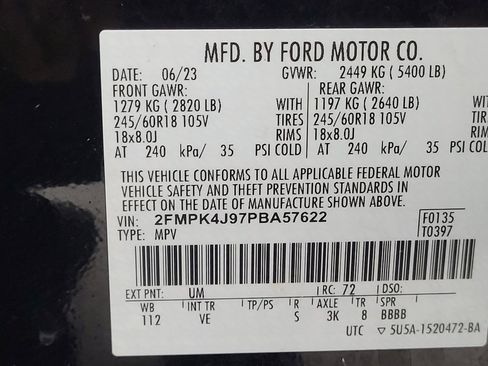 MFD. BY FORD MOTOR CO.
DATE: 06/23 GVWR: 2449 KG ( 5400 LB)
FRONT GAWR: REAR GAWR:
1279 KG ( 2820 LB) WITH 1197 KG ( 2640 LB) WITH
245/60R18 105V TIRES 245/60R18 105V TIRES
18x8.0J RIMS 18x8.0J RIMS
AT 240 kPa/ 35 PSI COLD AT 240 kPa/ 35 PSI COLD
THIS VEHICLE CONFORMS TO ALL APPLICABLE FEDERAL MOTOR
VEHICLE SAFETY AND THEFT PREVENTION STANDARDS IN
EFFECT ON THE DATE OF MANUFACTURE SHOWN ABOVE.
VIN: 2FMPK4J97PBA57622 F0135
TYPE: MPV T0397
EXT PNT: UM RC: 72 DSO:
WB INT TR TP/PS R AXLE TR SPR
112 VE S 3K 8 BBBB
UTC ▽ 5U5A-1520472-BA